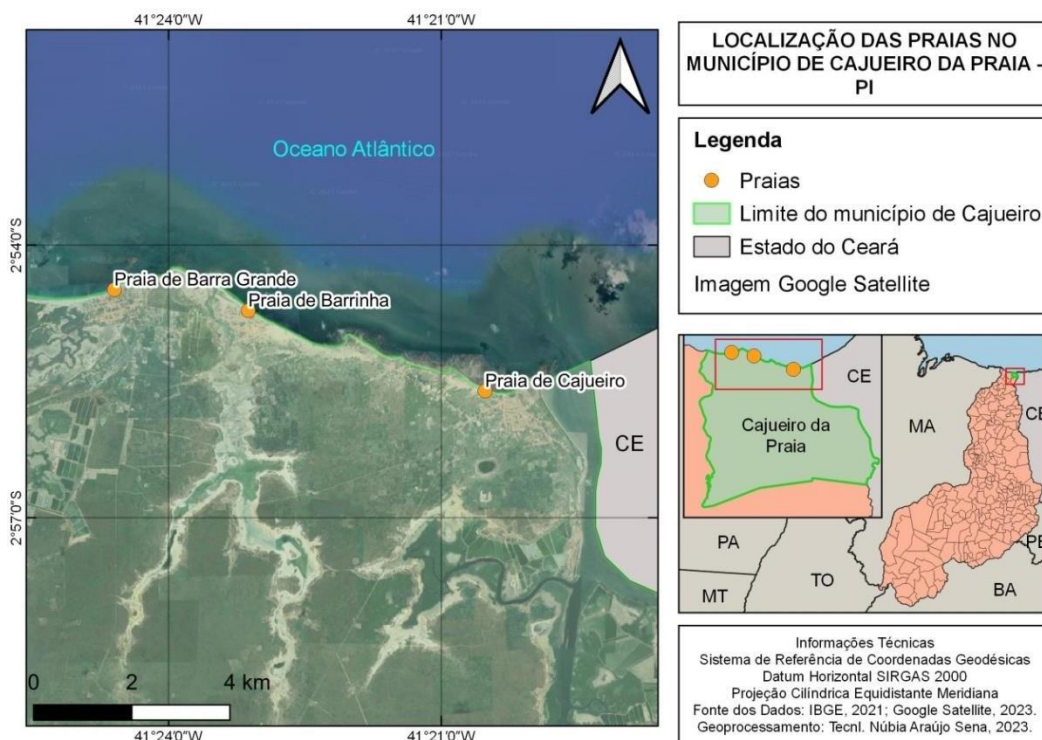 41°24'0"W
41°21'0"W
Oceano Atlântico
2°54'0"S
Praia de Barra Grande
Praia de Barrinha
Praia de Cajueiro
CE
2°57'0"S
0 2 4 km
41°24'0"W
41°21'0"W
LOCALIZAÇÃO DAS PRAIAS NO
MUNICÍPIO DE CAJUEIRO DA PRAIA -
PI
Legenda
Praias
Limite do município de Cajueiro
Estado do Ceará
Imagem Google Satellite
CE
Cajueiro da
Praia
MA
CE
PA
PE
TO
MT
BA
Informações Técnicas
Sistema de Referência de Coordenadas Geodésicas
Datum Horizontal SIRGAS 2000
Projeção Cilíndrica Equidistante Meridiana
Fonte dos Dados: IBGE, 2021; Google Satellite, 2023.
Geoprocessamento: Tecnl. Núbia Araújo Sena, 2023.